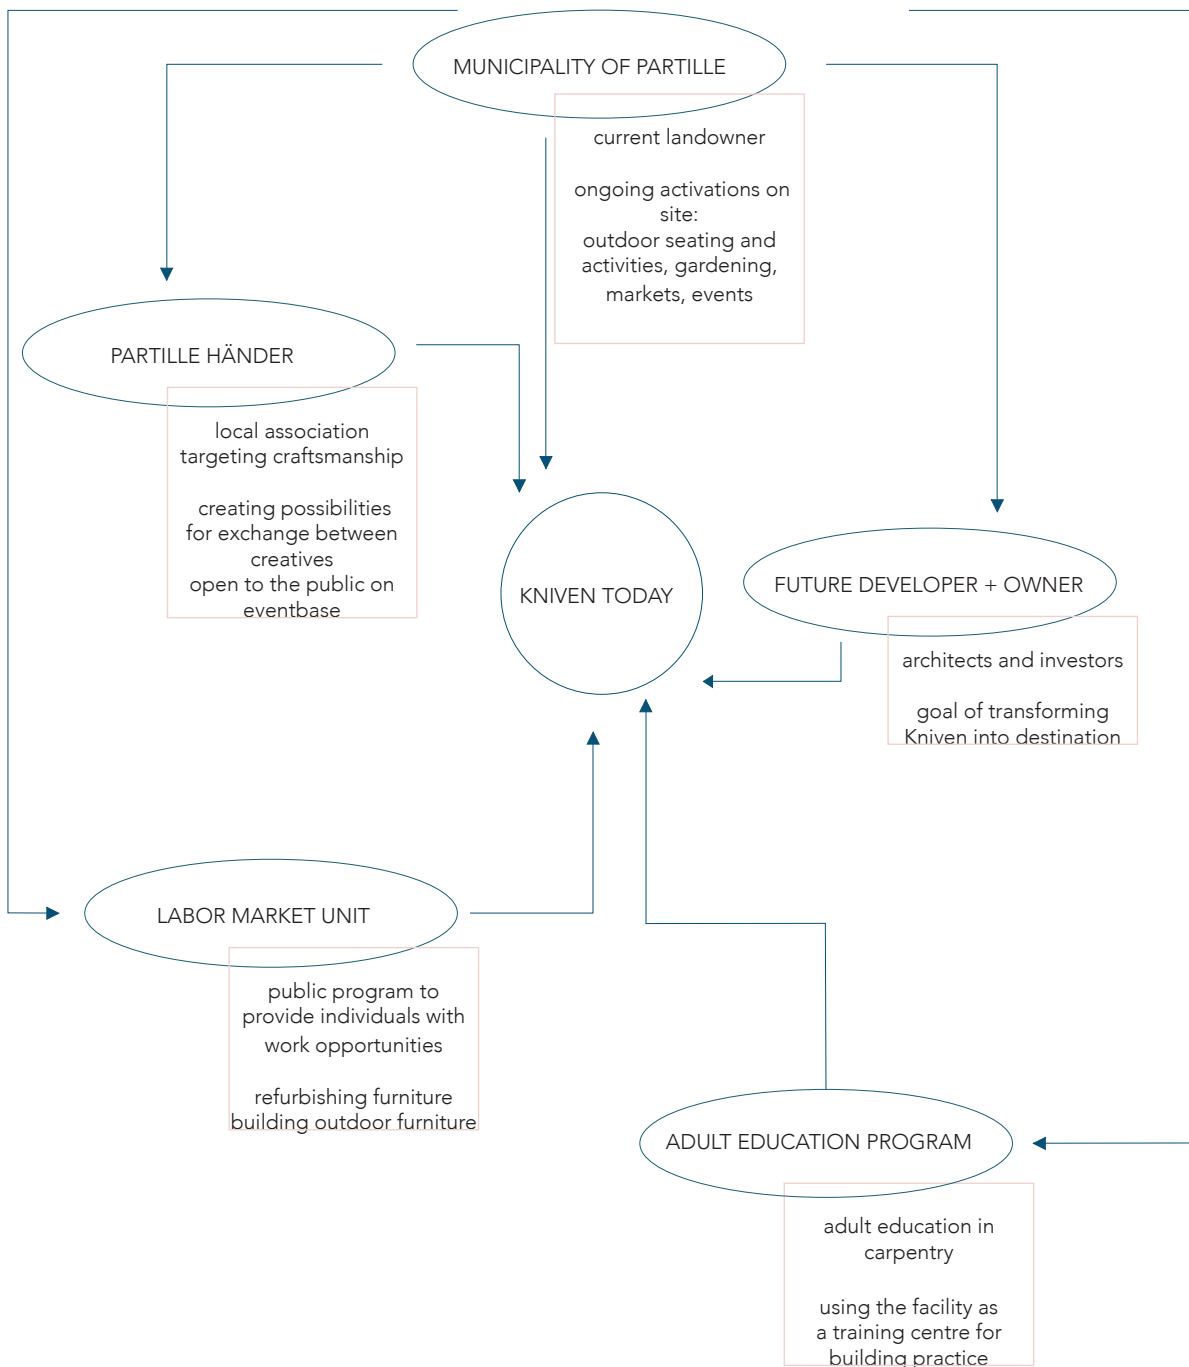 MUNICIPALITY OF PARTILLE
current landowner
ongoing activations on
site:
outdoor seating and
activities, gardening,
markets, events
PARTILLE HÄNDER
local association
targeting craftsmanship
creating possibilities
for exchange between
creatives
open to the public on
eventbase
KNIVEN TODAY
FUTURE DEVELOPER + OWNER
architects and investors
goal of transforming
Kniven into destination
LABOR MARKET UNIT
public program to
provide individuals with
work opportunities
refurbishing furniture
building outdoor furniture
ADULT EDUCATION PROGRAM
adult education in
carpentry
using the facility as
a training centre for
building practice